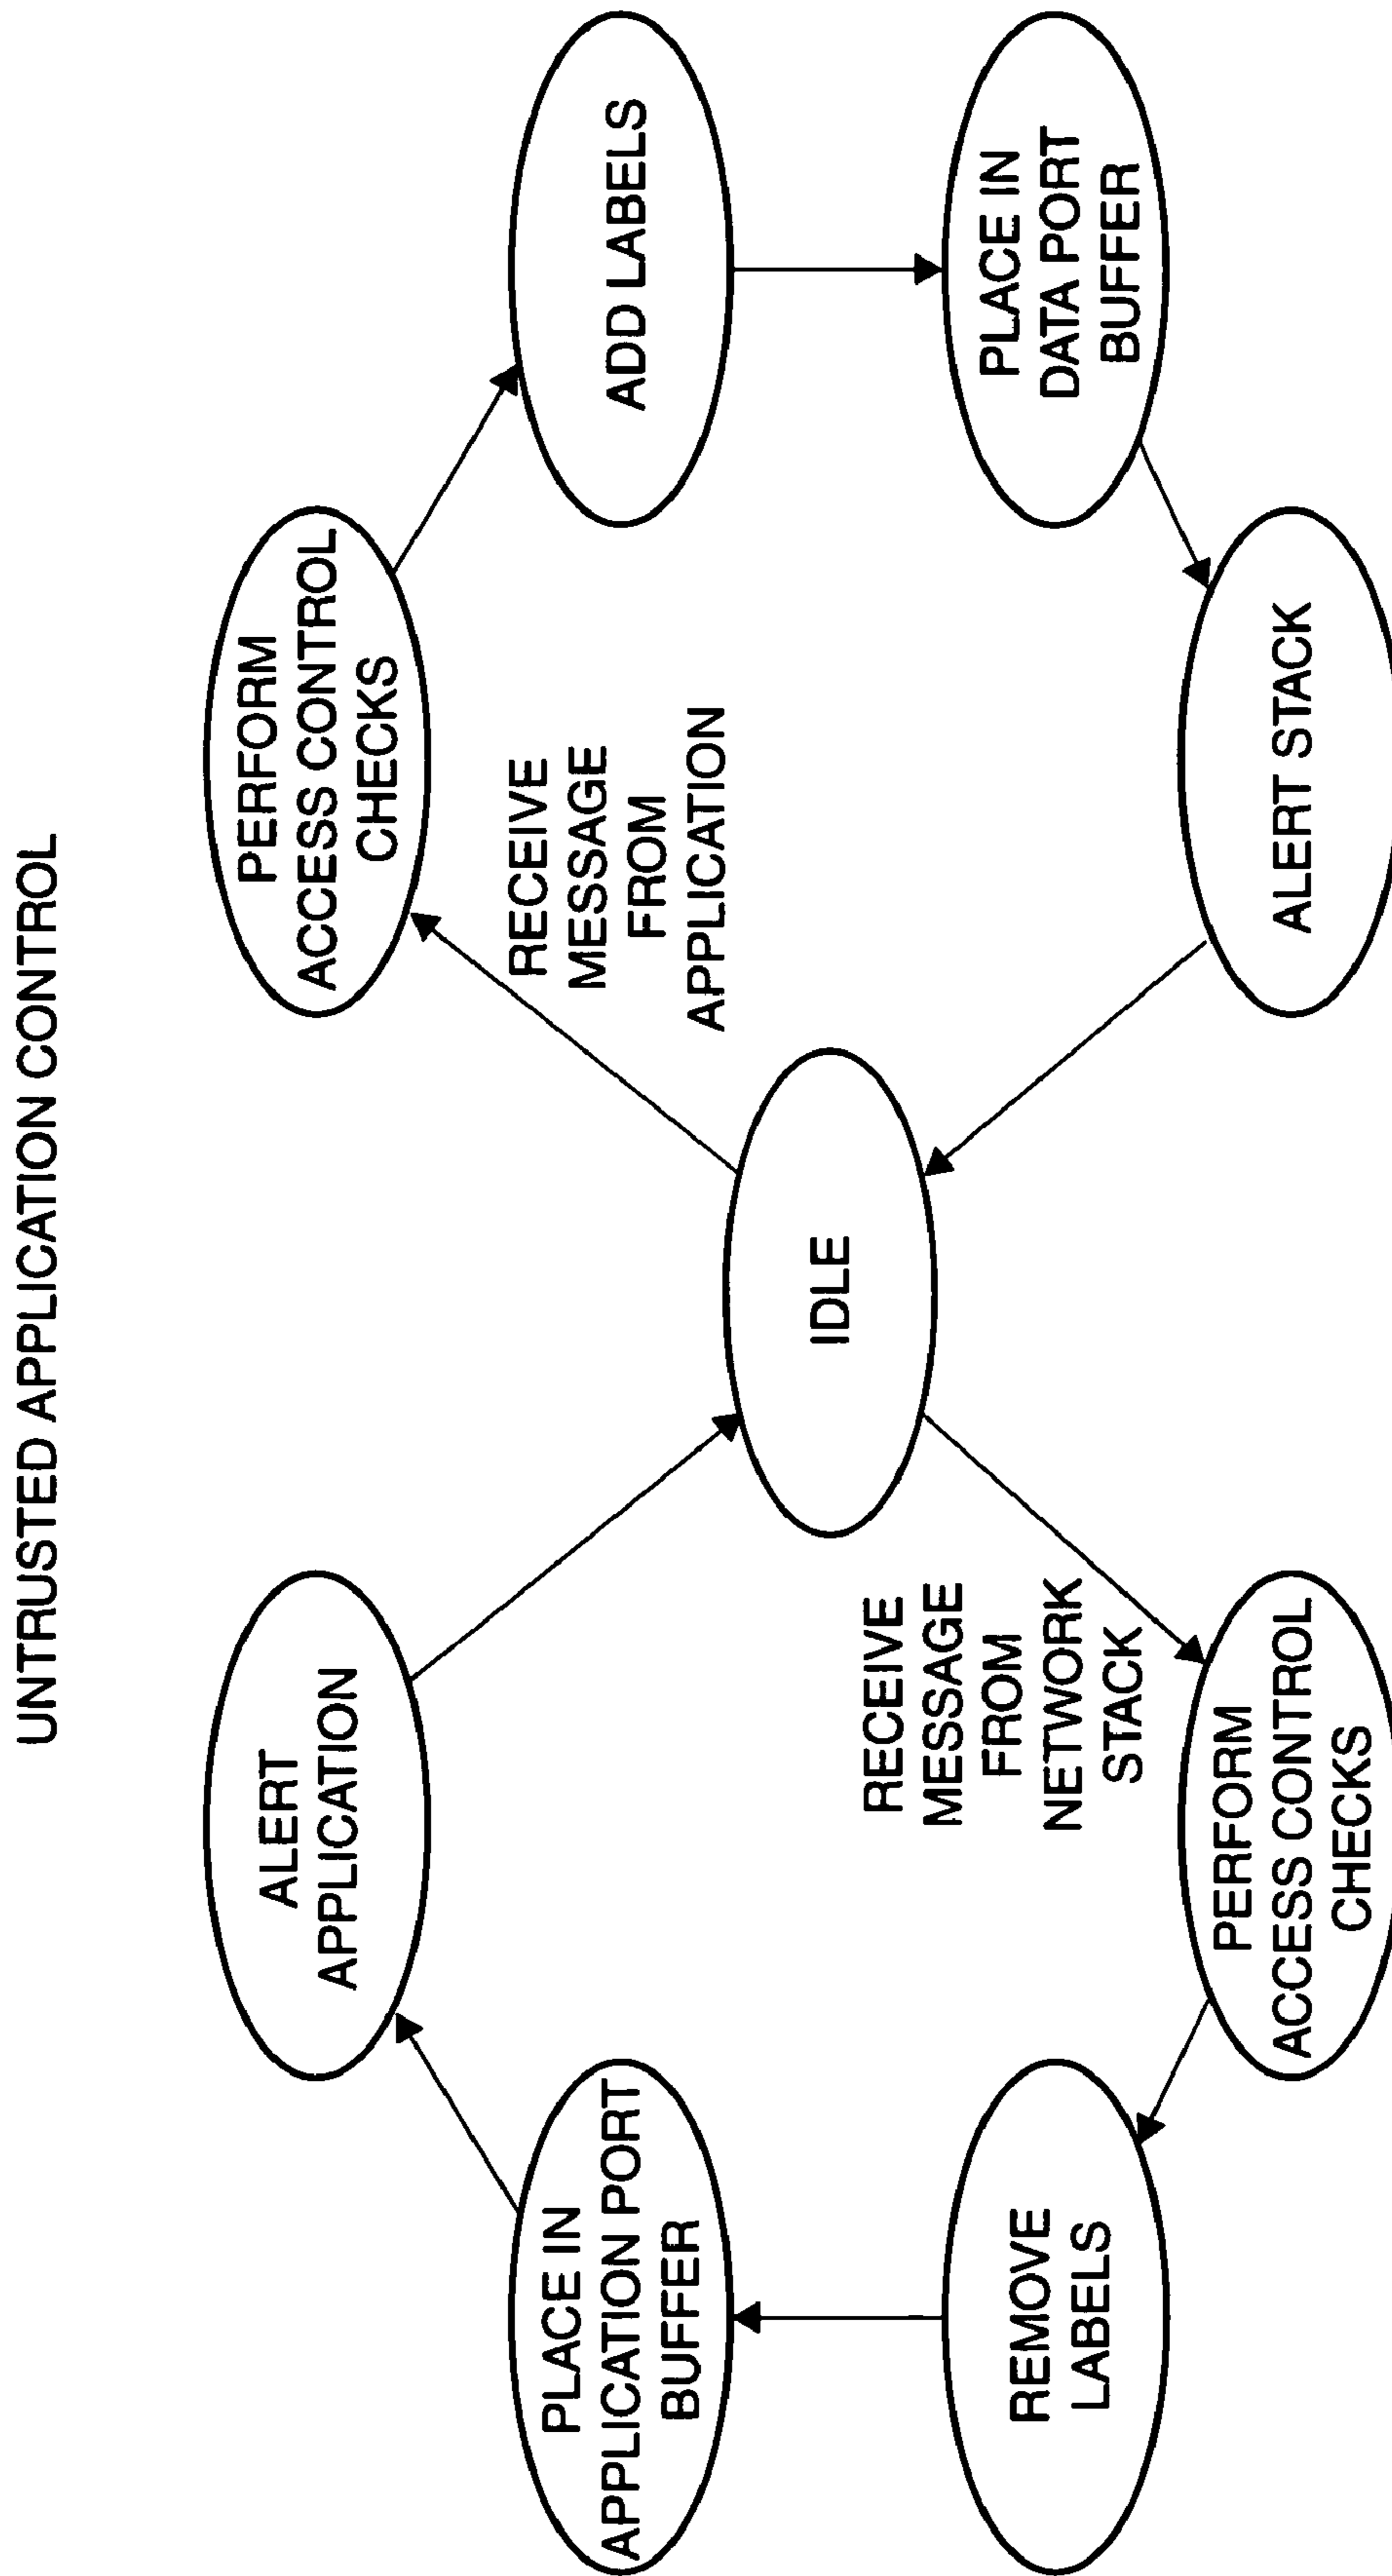 UNTRUSTED APPLICATION CONTROL
ALERT
APPLICATION
PERFORM
ACCESS CONTROL
CHECKS
PLACE IN
APPLICATION PORT
BUFFER
RECEIVE
MESSAGE
FROM
APPLICATION
ADD LABELS
IDLE
REMOVE
LABELS
RECEIVE
MESSAGE
FROM
NETWORK
STACK
PLACE IN
DATA PORT
BUFFER
PERFORM
ACCESS CONTROL
CHECKS
ALERT STACK